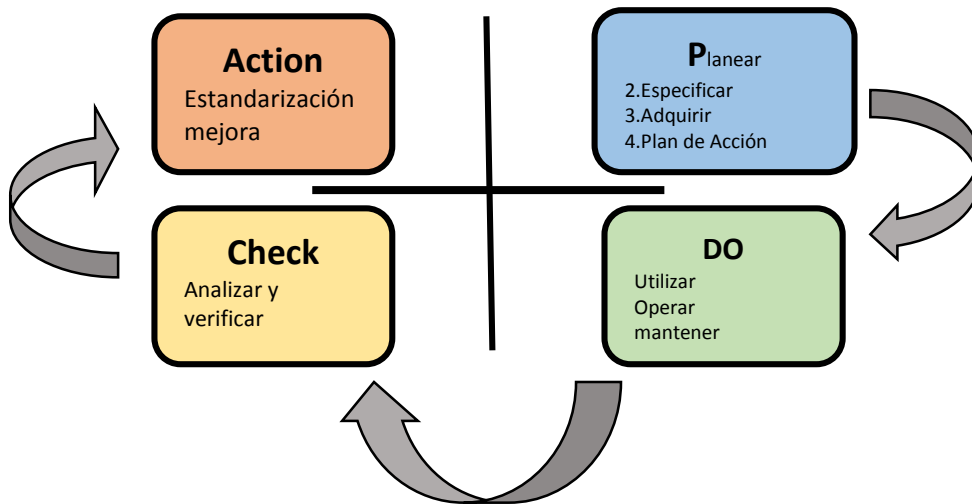 Action
Estandarización
mejora
Planear
2.Especificar
3.Adquirir
4.Plan de Acción
Check
Analizar y
verificar
DO
Utilizar
Operar
mantener